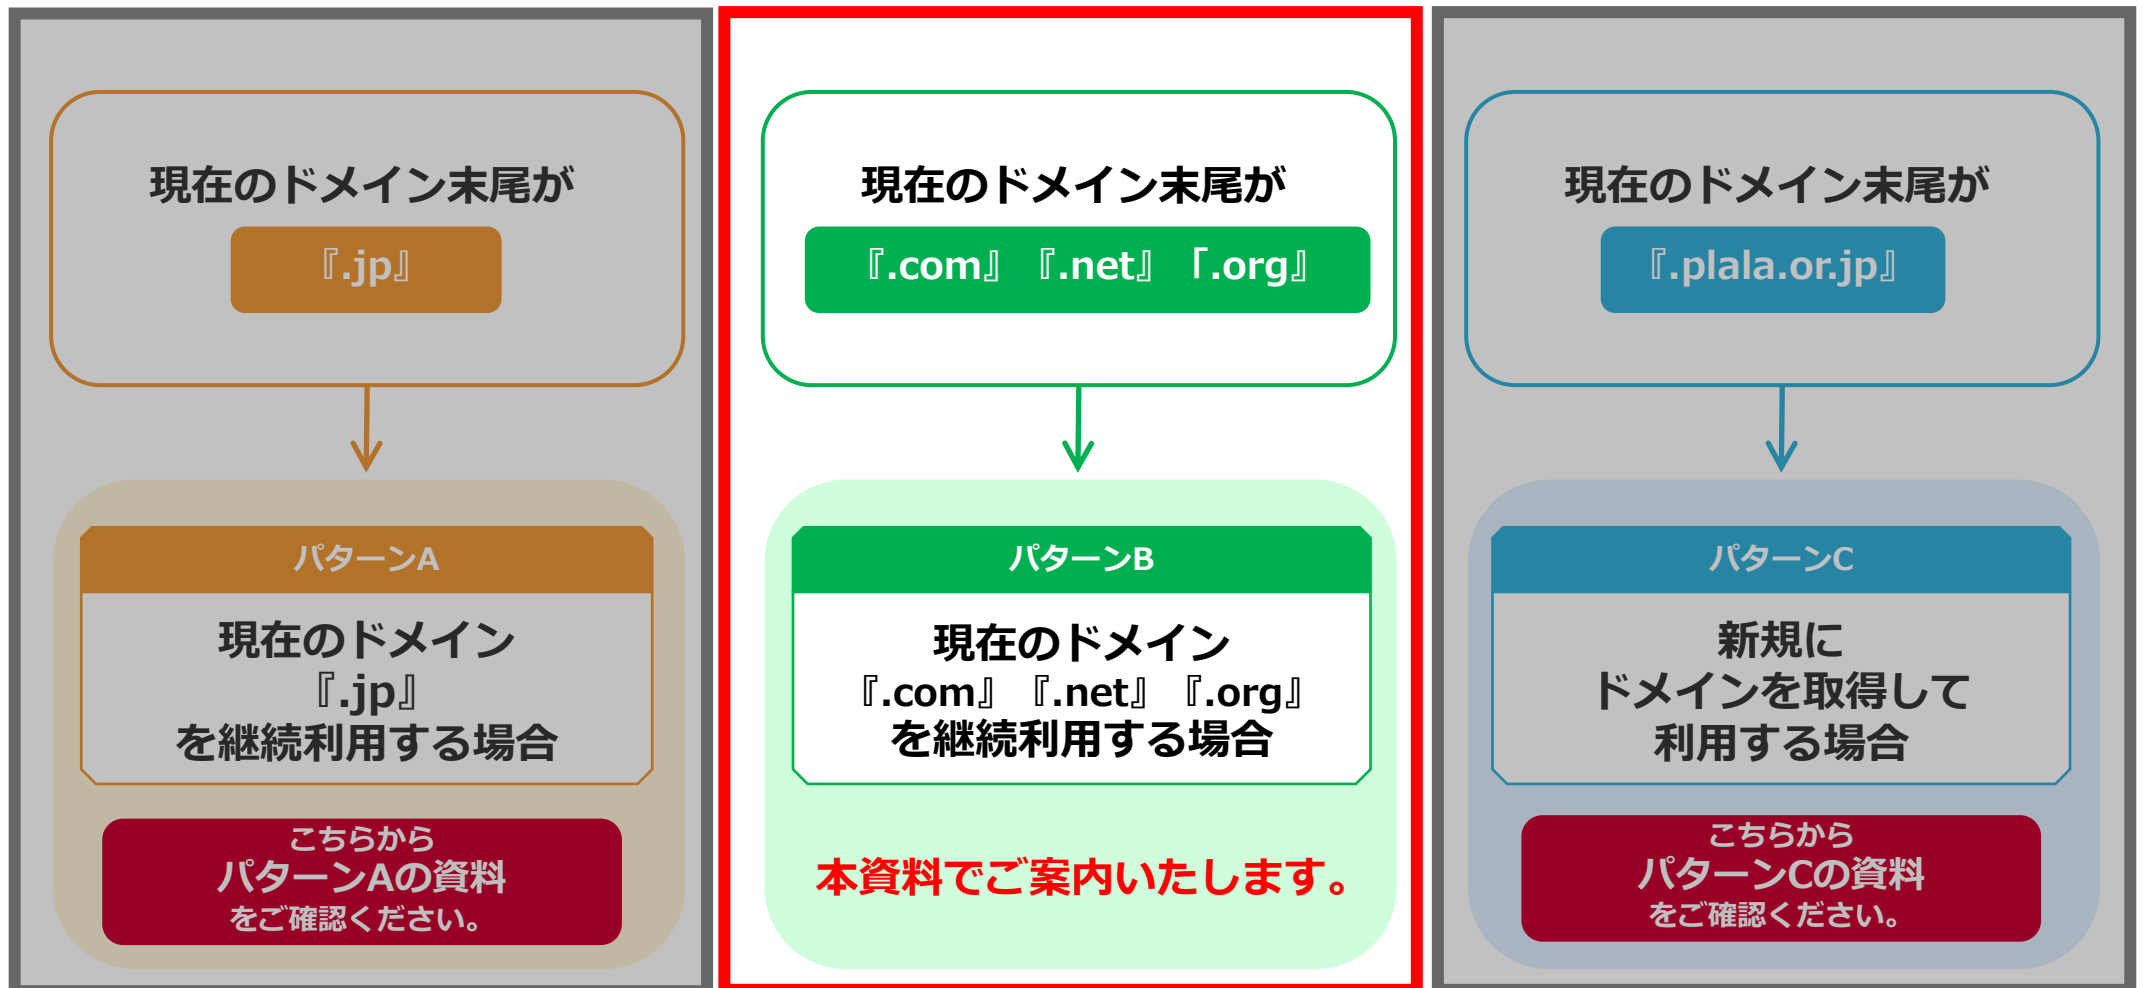 現在のドメイン末尾が
『.jp』
パターンA
現在のドメイン
『.jp』
を継続利用する場合
こちらから
パターンAの資料
をご確認ください。
現在のドメイン末尾が
『.com』『.net』「.org』
パターンB
現在のドメイン
『.com』『.net』『.org』
を継続利用する場合
本資料でご案内いたします。
現在のドメイン末尾が
『.plala.or.jp』
パターンC
新規に
ドメインを取得して
利用する場合
こちらから
パターンCの資料
をご確認ください。